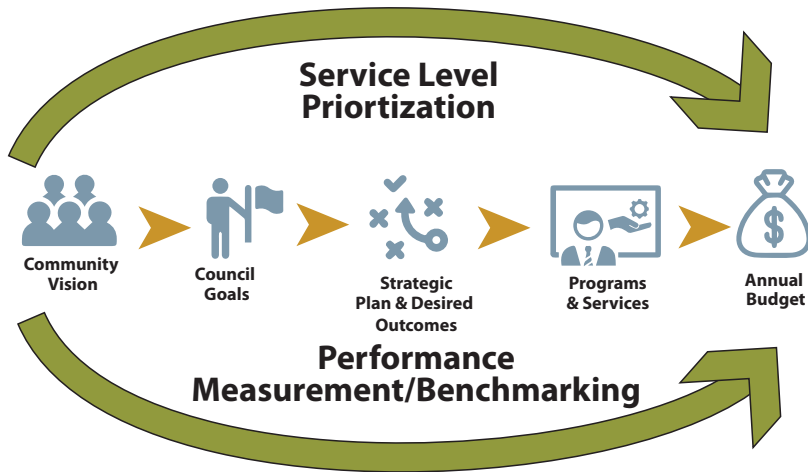 Service Level
Priortization
Community
Vision
Council
Goals
Strategic
Plan & Desired
Outcomes
Programs
& Services
$
Annual
Budget
Performance
Measurement/Benchmarking